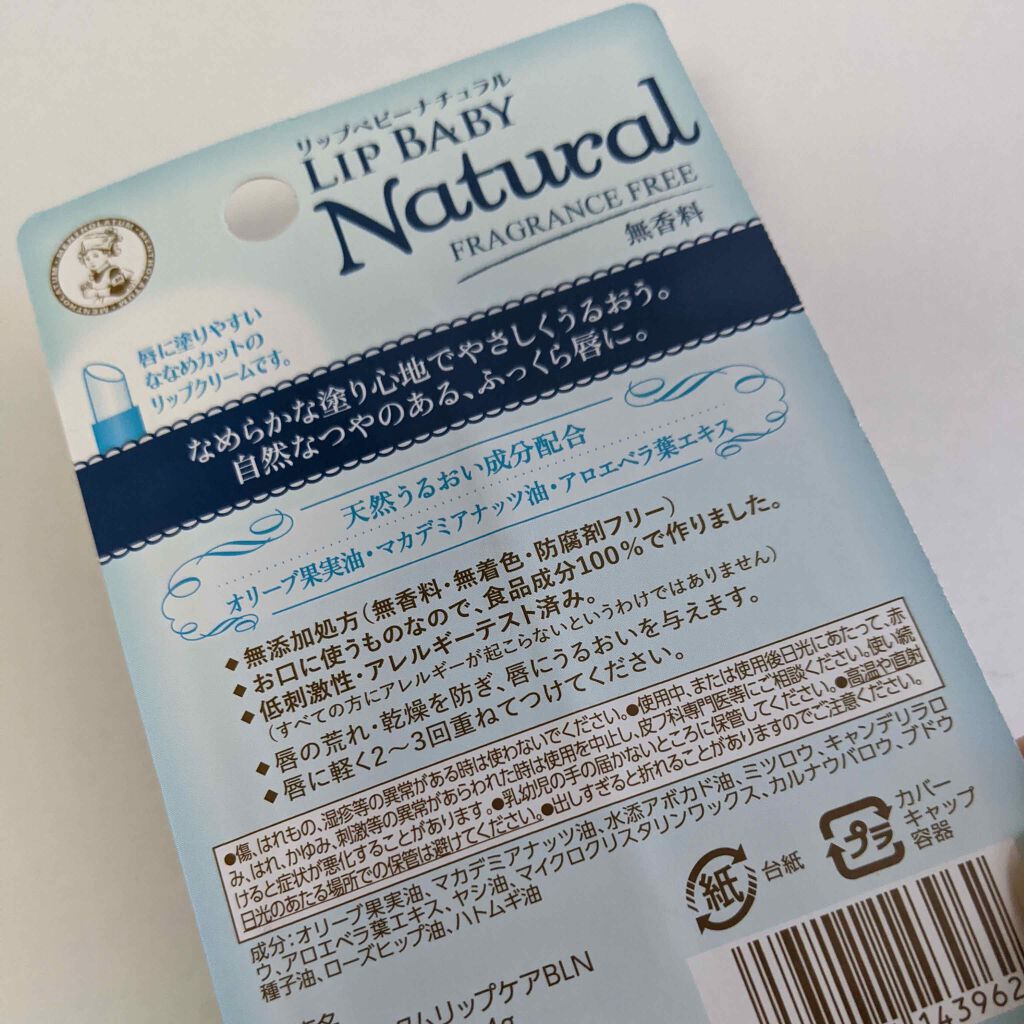 リップベビーナチュラル
LIP BABY
Natural
FRAGRANCE FREE
無香料
MENTHOLATUM
唇に塗りやすい
ななめカットの
リップクリームです。
なめらかな塗り心地でやさしくうるおう。
自然なつやのある、ふっくら唇に。
天然うるおい成分配合
オリーブ果実油・マカデミアナッツ油・アロエベラ葉エキス
◆無添加処方(無香料・無着色・防腐剤フリー)
◆お口に使うものなので、食品成分100%で作りました。
◆低刺激性・アレルギーテスト済み。
(すべての方にアレルギーが起こらないというわけではありません)
◆唇の荒れ・乾燥を防ぎ、唇にうるおいを与えます。
◆唇に軽く2〜3回重ねてつけてください。
●傷、はれもの、湿疹等の異常がある時は使わないでください。●使用中、または使用後日光にあたって、赤
み、はれ、かゆみ、刺激等の異常があらわれた時は使用を中止し、皮フ科専門医等にご相談ください。使い続
けると症状が悪化することがあります。●乳幼児の手の届かないところに保管してください。●高温や直射
日光のあたる場所での保管は避けてください。●出しすぎると折れることがありますのでご注意ください。
成分:オリーブ果実油、マカデミアナッツ油、水添アボカド油、ミツロウ、キャンデリラロ
ウ、アロエベラ葉エキス、ヤシ油、マイクロクリスタリンワックス、カルナウバロウ、ブドウ
種子油、ローズヒップ油、ハトムギ油
紙
台紙
プラ
カバー
キャップ
容器
ムリップケアBLN
4g
143962